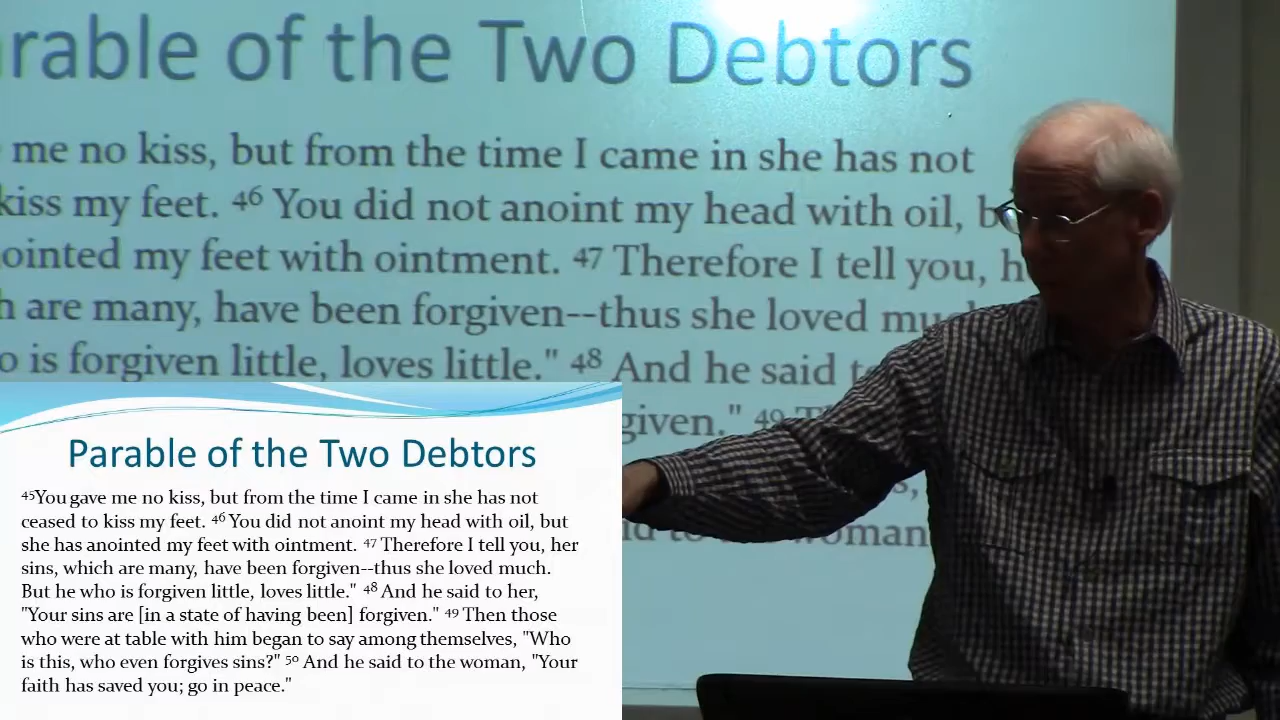 rable of the Two Debtors
me no kiss, but from the time I came in she has not
kiss my feet. 46 You did not anoint my head with oil, b
ointed my feet with ointment. 47 Therefore I tell you, h
h are many, have been forgiven--thus she loved mu
o is forgiven little, loves little." 48 And he said t
given." 49 T
s,
id to woman
Parable of the Two Debtors
45You gave me no kiss, but from the time I came in she has not
ceased to kiss my feet. 46 You did not anoint my head with oil, but
she has anointed my feet with ointment. 47 Therefore I tell you, her
sins, which are many, have been forgiven--thus she loved much.
But he who is forgiven little, loves little." 48 And he said to her,
"Your sins are [in a state of having been] forgiven." 49 Then those
who were at table with him began to say among themselves, "Who
is this, who even forgives sins?" 50 And he said to the woman, "Your
faith has saved you; go in peace."